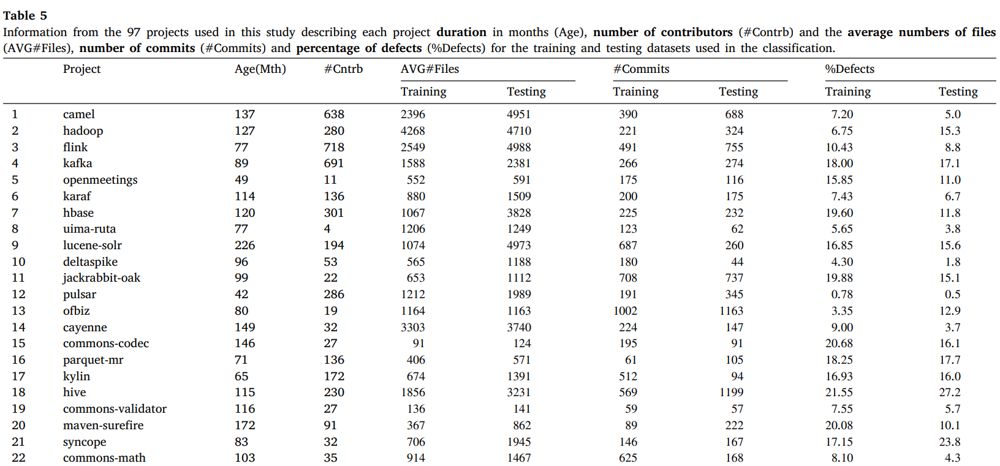 Table 5
Information from the 97 projects used in this study describing each project duration in months (Age), number of contributors (#Contrb) and the average numbers of files
(AVG#Files), number of commits (#Commits) and percentage of defects (%Defects) for the training and testing datasets used in the classification.
Project Age(Mth) #Cntrb AVG#Files #Commits %Defects
Training Testing Training Testing Training Testing
1 camel 137 638 2396 4951 390 688 7.20 5.0
2 hadoop 127 280 4268 4710 221 324 6.75 15.3
3 flink 77 718 2549 4988 491 755 10.43 8.8
4 kafka 89 691 1588 2381 266 274 18.00 17.1
5 openmeetings 49 11 552 591 175 116 15.85 11.0
6 karaf 114 136 880 1509 200 175 7.43 6.7
7 hbase 120 301 1067 3828 225 232 19.60 11.8
8 uima-ruta 77 4 1206 1249 123 62 5.65 3.8
9 lucene-solr 226 194 1074 4973 687 260 16.85 15.6
10 deltaspike 96 53 565 1188 180 44 4.30 1.8
11 jackrabbit-oak 99 22 653 1112 708 737 19.88 15.1
12 pulsar 42 286 1212 1989 191 345 0.78 0.5
13 ofbiz 80 19 1164 1163 1002 1163 3.35 12.9
14 cayenne 149 32 3303 3740 224 147 9.00 3.7
15 commons-codec 146 27 91 124 195 91 20.68 16.1
16 parquet-mr 71 136 406 571 61 105 18.25 17.7
17 kylin 65 172 674 1391 512 94 16.93 16.0
18 hive 115 230 1856 3231 569 1199 21.55 27.2
19 commons-validator 116 27 136 141 59 57 7.55 5.7
20 maven-surefire 172 91 367 862 89 222 20.08 10.1
21 syncope 83 32 706 1945 146 167 17.15 23.8
22 commons-math 103 35 914 1467 625 168 8.10 4.3